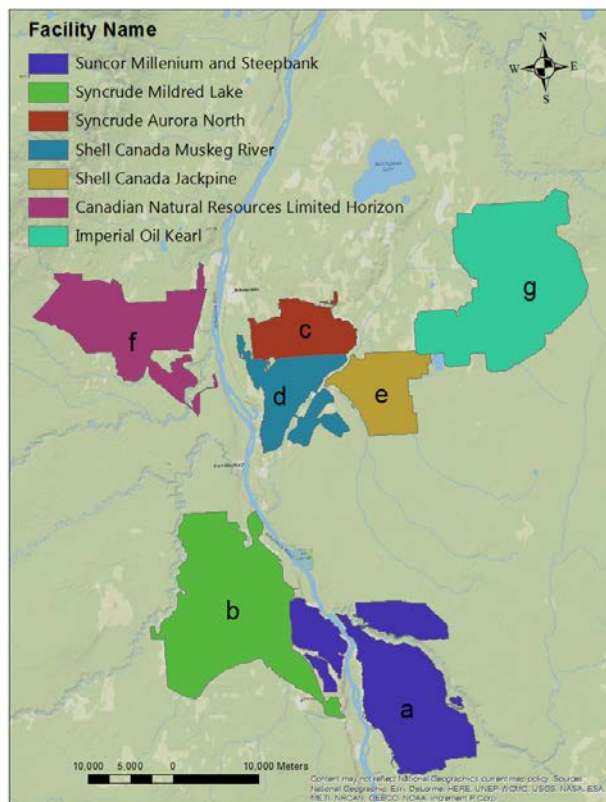 Facility Name
Suncor Millenium and Steepbank
Syncrude Mildred Lake
Syncrude Aurora North
Shell Canada Muskeg River
Shell Canada Jackpine
Canadian Natural Resources Limited Horizon
Imperial Oil Kearl
N
W E
S
g
f
c
d
e
b
a
10,000 5,000 0 10,000 Meters
Content may not reflect National Geographic's current map policy. Sources:
National Geographic, Esri, DeLorme, HERE, UNEP-WCMC, USGS, NASA, ESA,
METI, NRCAN, GEBCO, NOAA, increment P Corp.